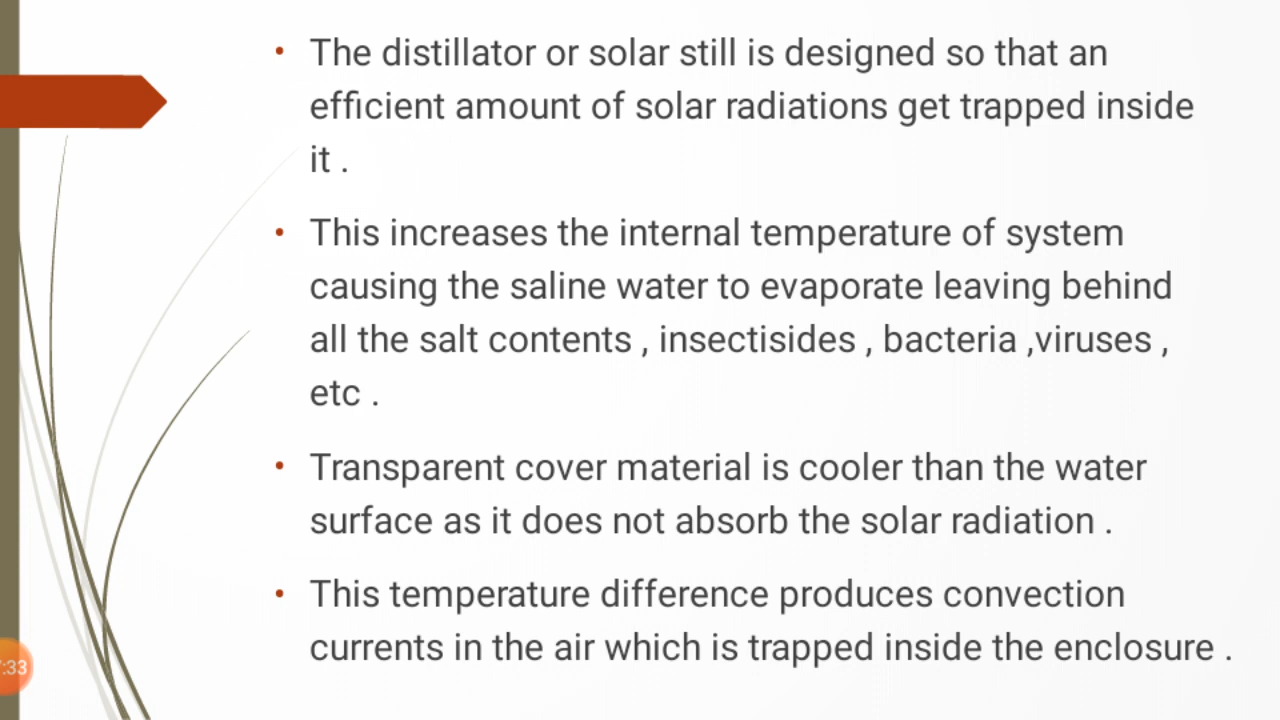 • The distillator or solar still is designed so that an
efficient amount of solar radiations get trapped inside
it .
• This increases the internal temperature of system
causing the saline water to evaporate leaving behind
all the salt contents , insectisides , bacteria ,viruses ,
etc .
• Transparent cover material is cooler than the water
surface as it does not absorb the solar radiation .
• This temperature difference produces convection
currents in the air which is trapped inside the enclosure .
:33